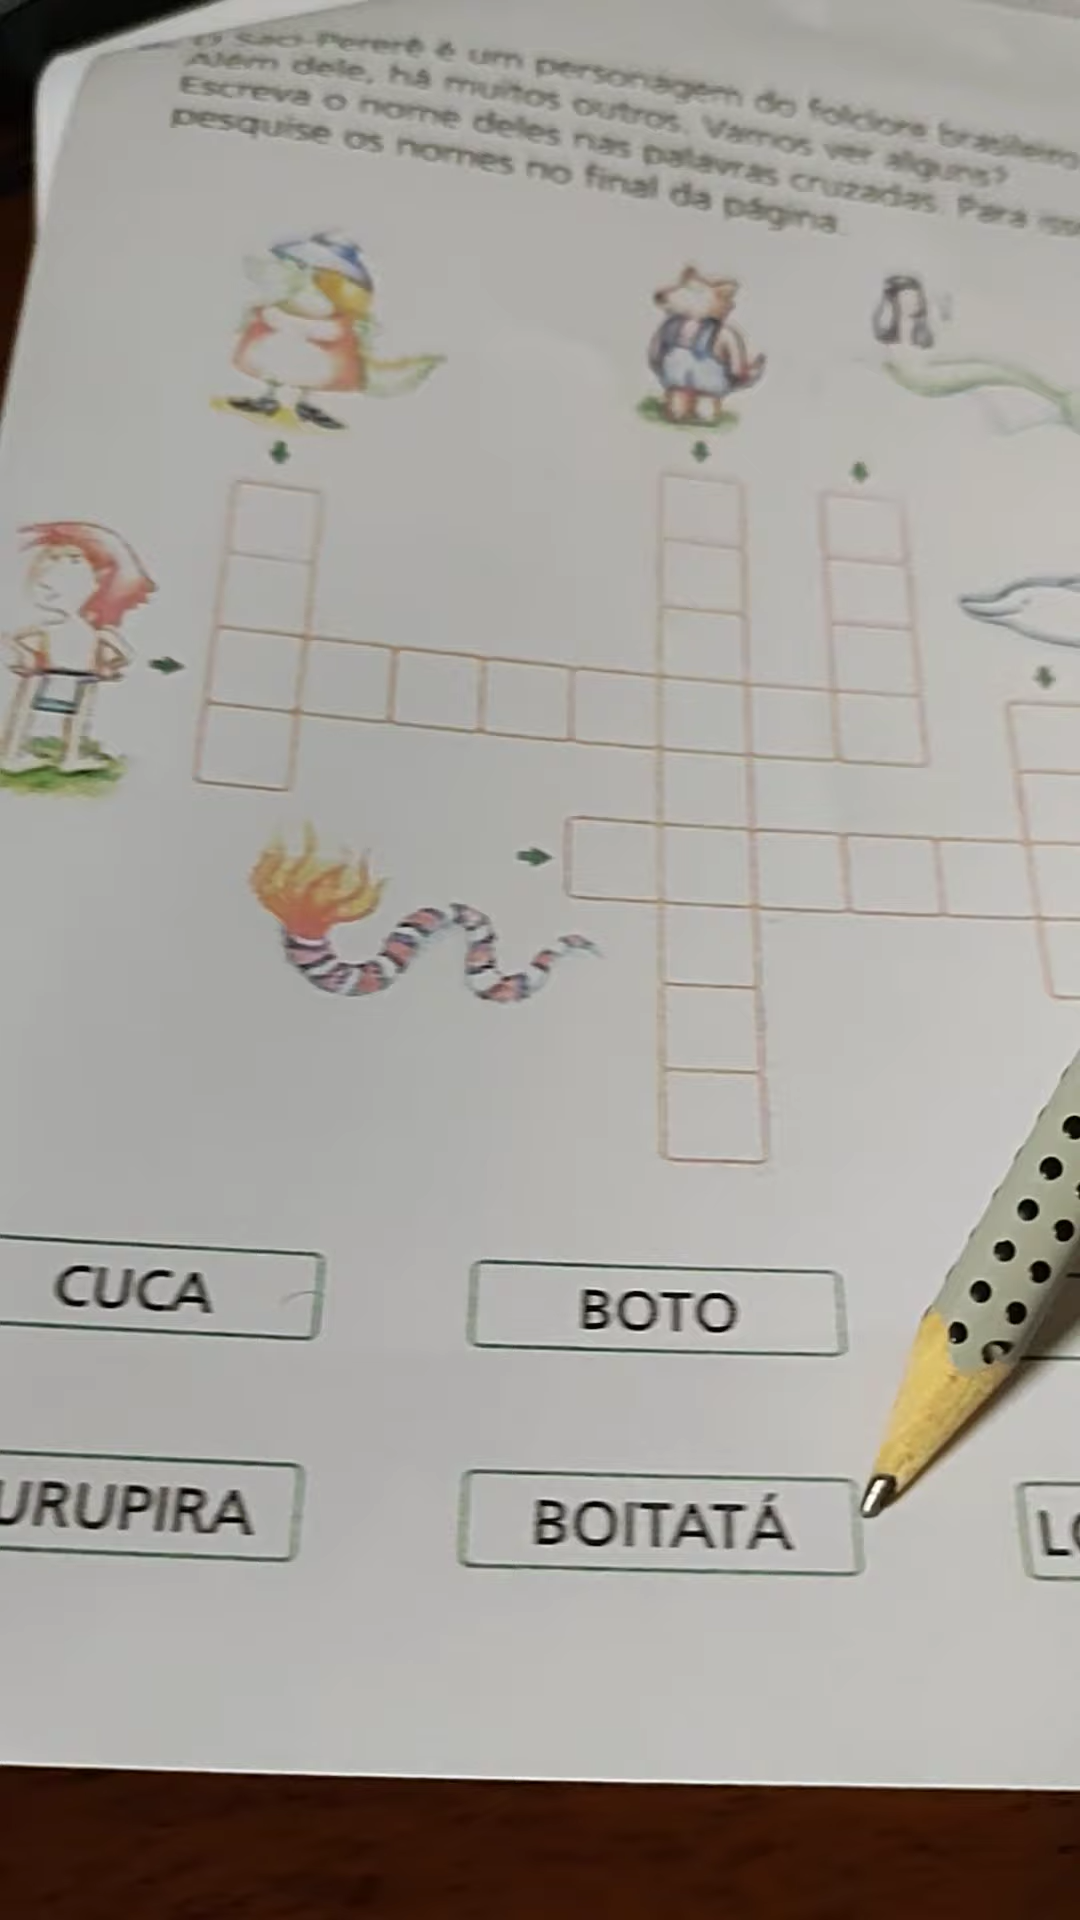 O Saci-Pererê é um personagem do folclore brasileiro
Além dele, há muitos outros. Vamos ver alguns?
Escreva o nome deles nas palavras cruzadas. Para
pesquise os nomes no final da página.
CUCA
BOTO
URUPIRA
BOITATÁ